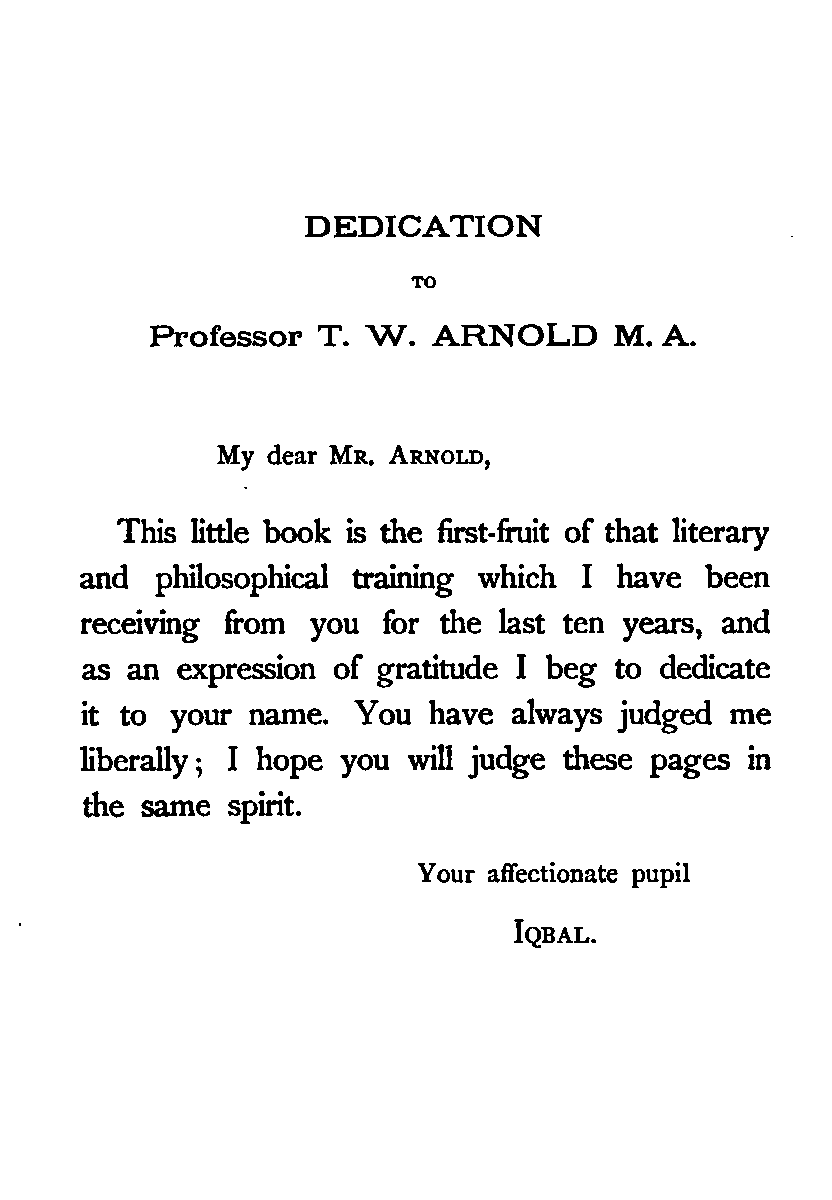 DEDICATION
TO
Professor T. W. ARNOLD M. A.
My dear MR. ARNOLD,
This little book is the first-fruit of that literary
and philosophical training which I have been
receiving from you for the last ten years, and
as an expression of gratitude I beg to dedicate
it to your name. You have always judged me
liberally; I hope you will judge these pages in
the same spirit.
Your affectionate pupil
IQBAL.